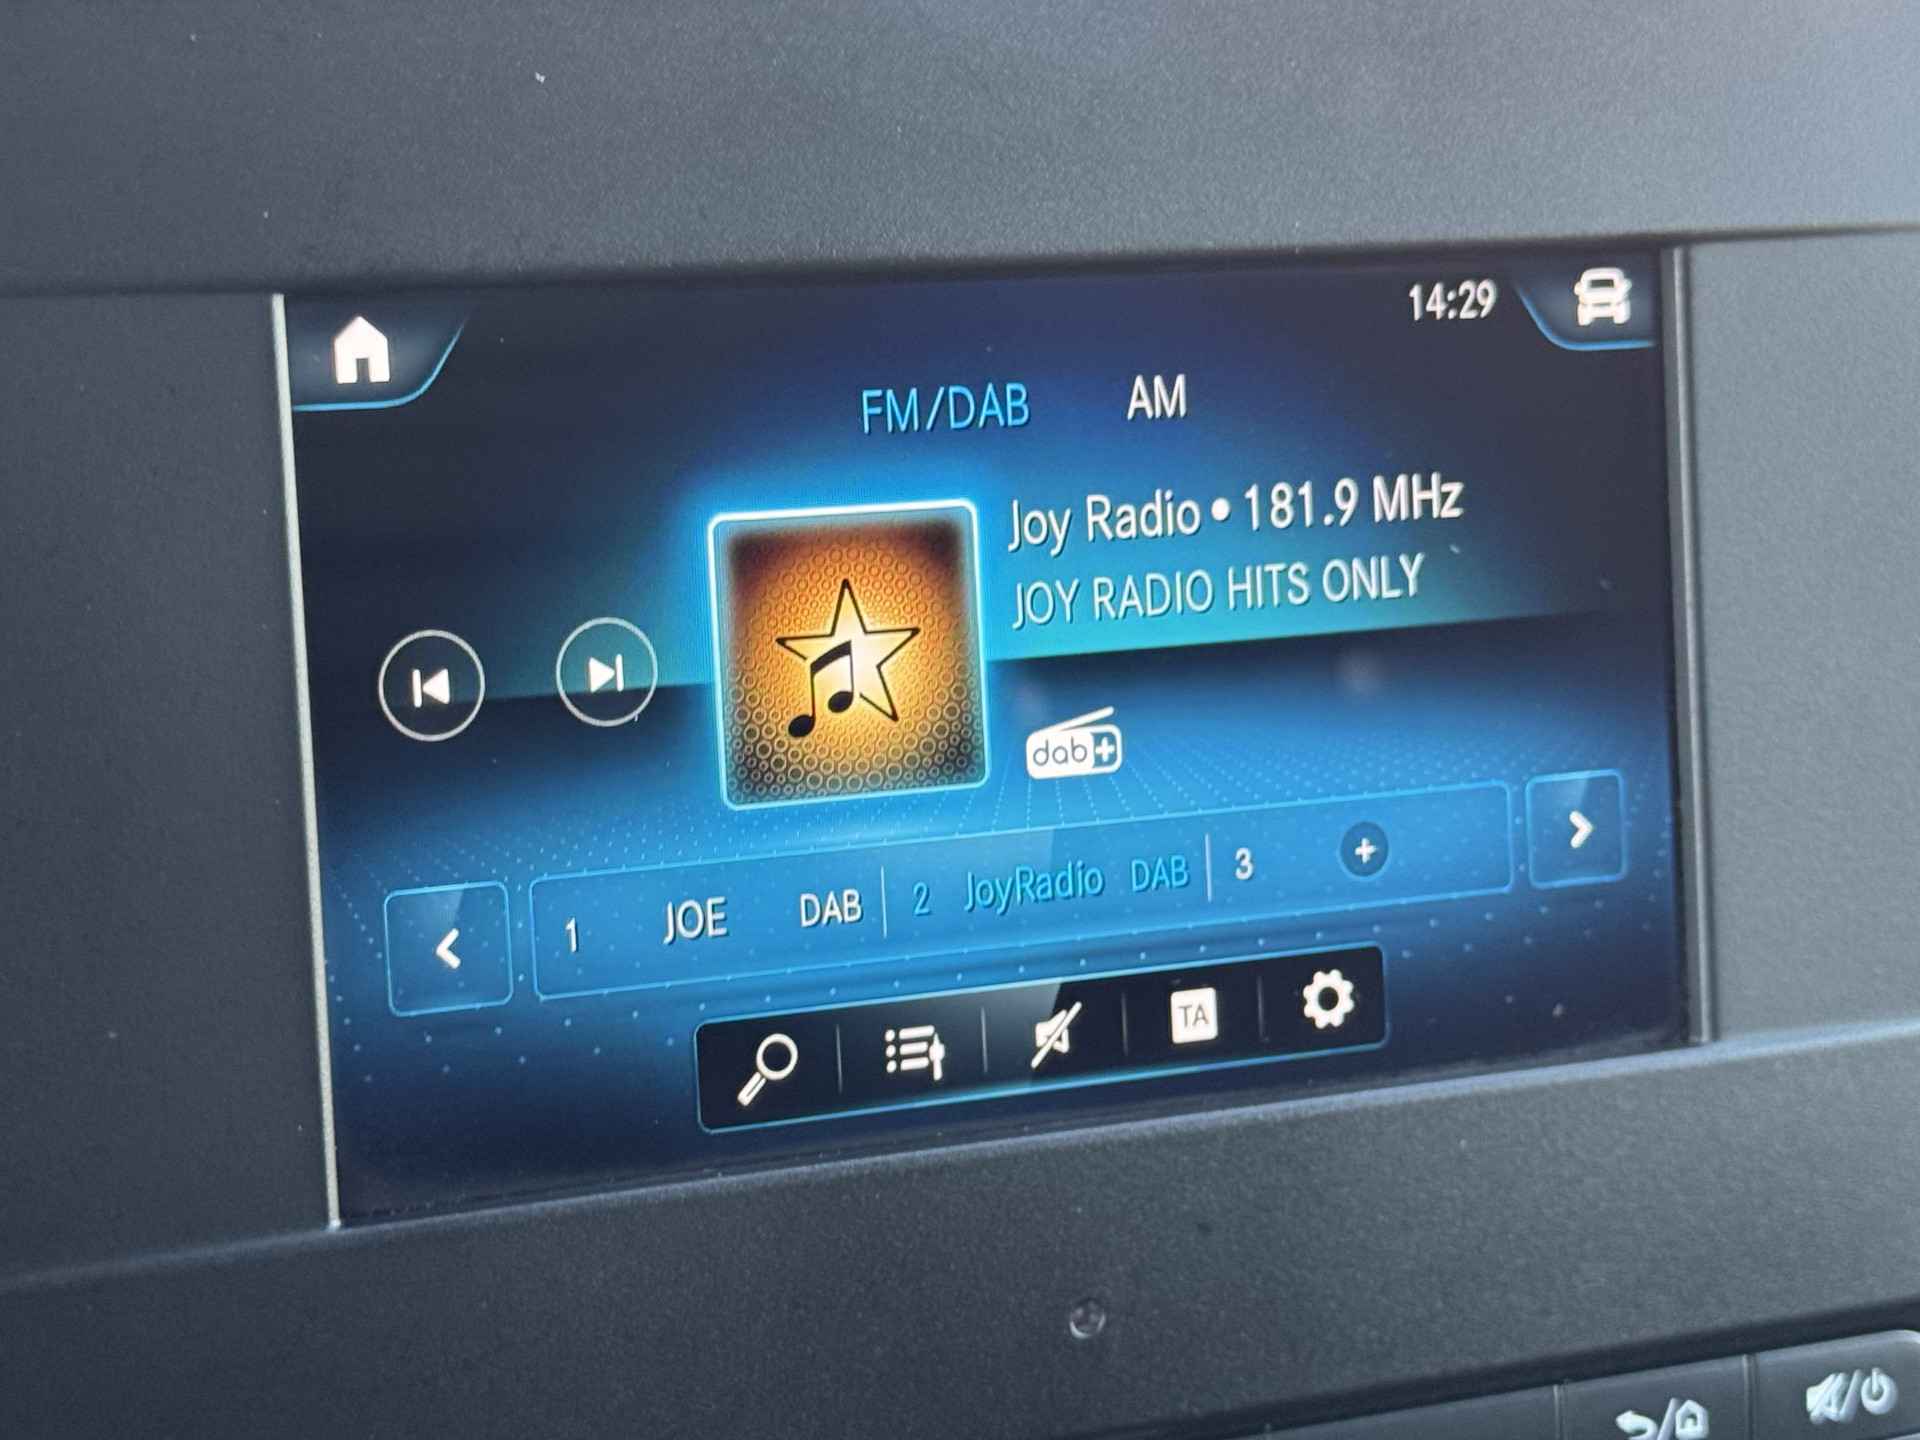 14:29
FM/DAB AM
Joy Radio • 181.9 MHz
JOY RADIO HITS ONLY
dab+
1 JOE DAB 2 JoyRadio DAB 3 +
TA